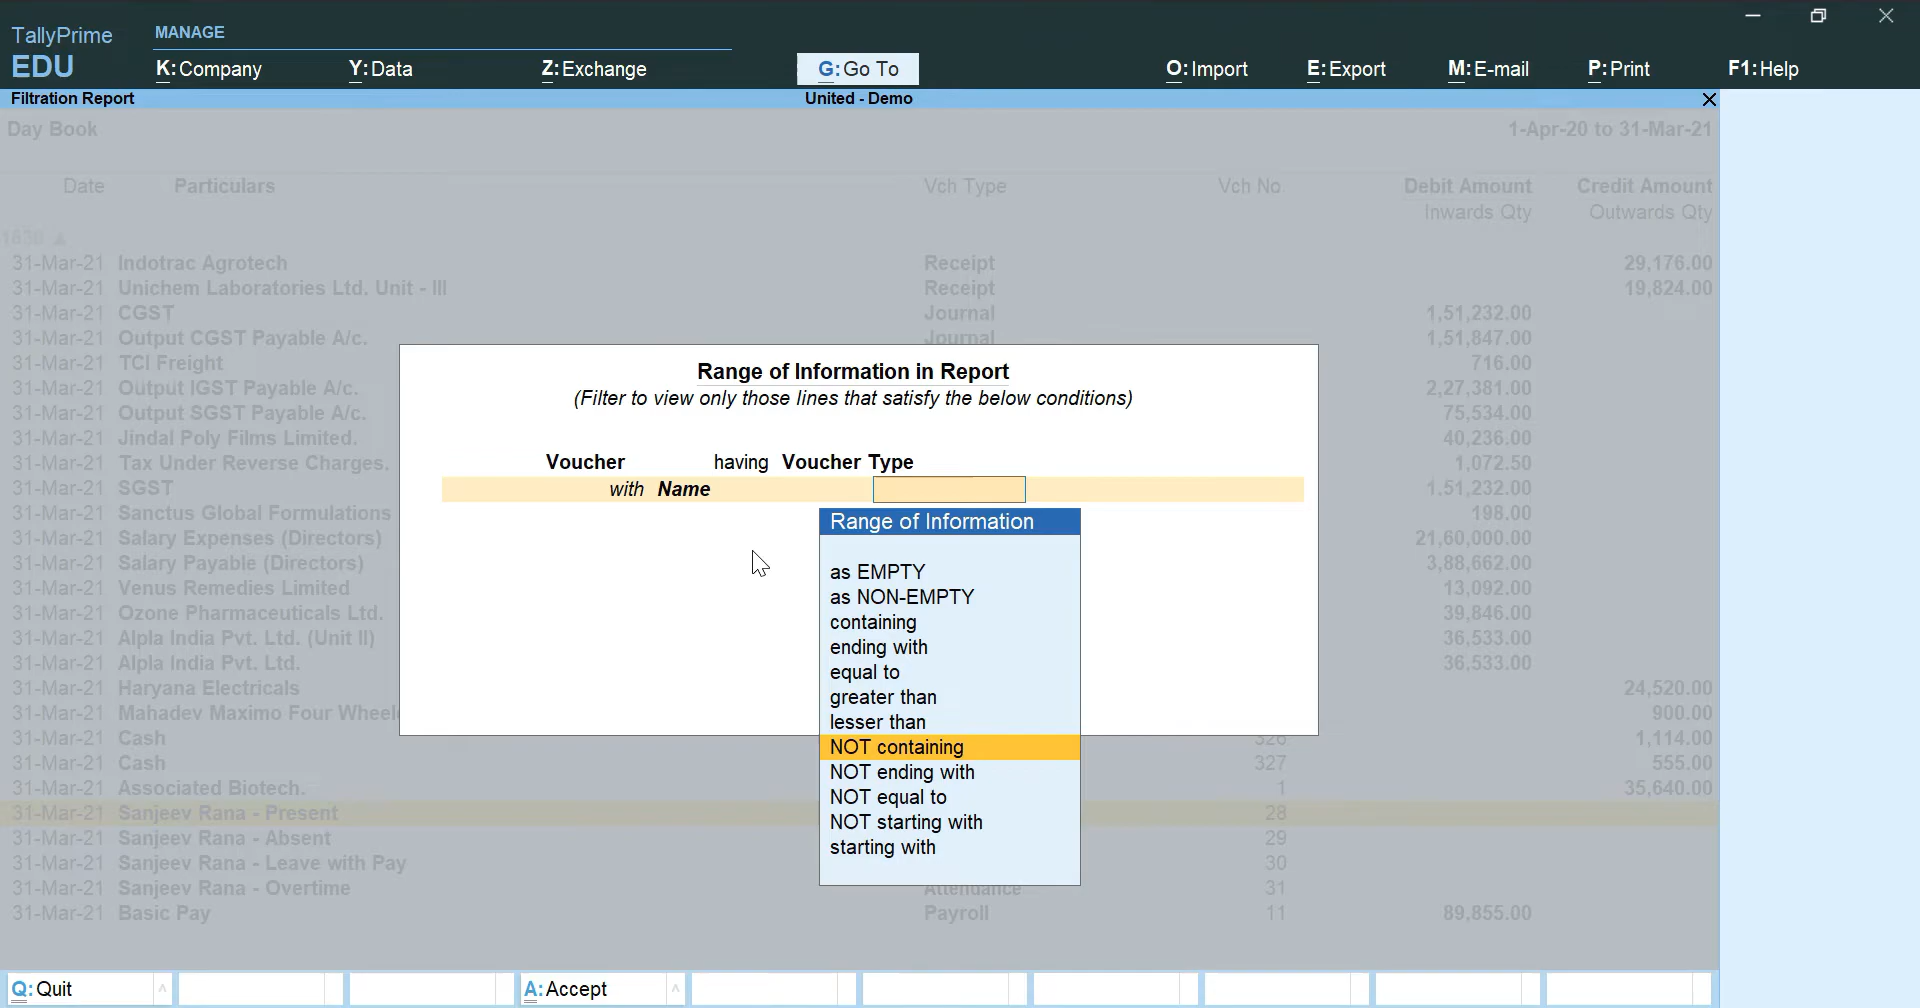 TallyPrime
EDU
MANAGE
K:Company
Y:Data
Z:Exchange
G:Go To
O:Import
E:Export
M:E-mail
P:Print
F1:Help
Filtration Report
United - Demo
Day Book
1-Apr-20 to 31-Mar-21
Date Particulars Vch Type Vch No. Debit Amount Credit Amount
Inwards Qty Outwards Qty
31-Mar-21 Indotrac Agrotech Receipt 29,176.00
31-Mar-21 Unichem Laboratories Ltd. Unit - III Receipt 19,824.00
31-Mar-21 CGST Journal 1,51,232.00
31-Mar-21 Output CGST Payable A/c. Journal 1,51,847.00
31-Mar-21 TCI Freight 716.00
31-Mar-21 Output IGST Payable A/c. 2,27,381.00
31-Mar-21 Output SGST Payable A/c. 75,534.00
31-Mar-21 Jindal Poly Films Limited. 40,236.00
31-Mar-21 Tax Under Reverse Charges. 1,072.50
31-Mar-21 SGST 1,51,232.00
31-Mar-21 Sanctus Global Formulations 198.00
31-Mar-21 Salary Expenses (Directors) 21,60,000.00
31-Mar-21 Salary Payable (Directors) 3,88,662.00
31-Mar-21 Venus Remedies Limited 13,092.00
31-Mar-21 Ozone Pharmaceuticals Ltd. 39,846.00
31-Mar-21 Alpla India Pvt. Ltd. (Unit II) 36,533.00
31-Mar-21 Alpla India Pvt. Ltd. 36,533.00
31-Mar-21 Haryana Electricals 24,520.00
31-Mar-21 Mahadev Maximo Four 900.00
31-Mar-21 Cash 326 1,114.00
31-Mar-21 Cash 327 555.00
31-Mar-21 Associated Biotech. 1 35,640.00
31-Mar-21 Sanjeev Rana - Present 28
31-Mar-21 Sanjeev Rana - Absent 29
31-Mar-21 Sanjeev Rana - Leave with Pay 30
31-Mar-21 Sanjeev Rana - Overtime Attendance 31
31-Mar-21 Basic Pay Payroll 11 89,855.00
Range of Information in Report
(Filter to view only those lines that satisfy the below conditions)
Voucher having Voucher Type
with Name
Range of Information
as EMPTY
as NON-EMPTY
containing
ending with
equal to
greater than
lesser than
NOT containing
NOT ending with
NOT equal to
NOT starting with
starting with
Q:Quit
A:Accept